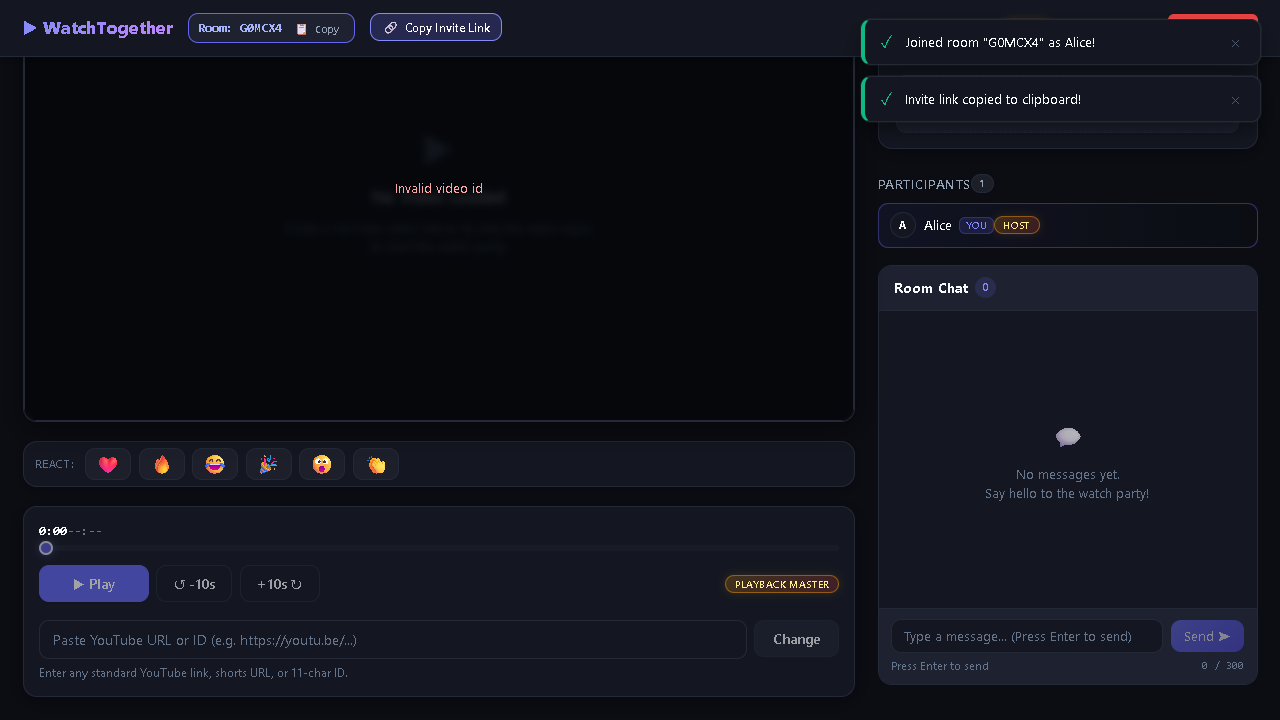 ▶ WatchTogether
Room: G0MCX4 📋 Copy
🔗 Copy Invite Link
✓ Joined room "G0MCX4" as Alice! ×
✓ Invite link copied to clipboard! ×
Invalid video id
PARTICIPANTS 1
A Alice YOU HOST
Room Chat 0
No messages yet.
Say hello to the watch party!
REACT:
0:00 --:--
▶ Play
↺ -10s
+10s ↻
PLAYBACK MASTER
Paste YouTube URL or ID (e.g. https://youtu.be/...)
Change
Enter any standard YouTube link, shorts URL, or 11-char ID.
Type a message... (Press Enter to send)
Send ➤
Press Enter to send
0 / 300